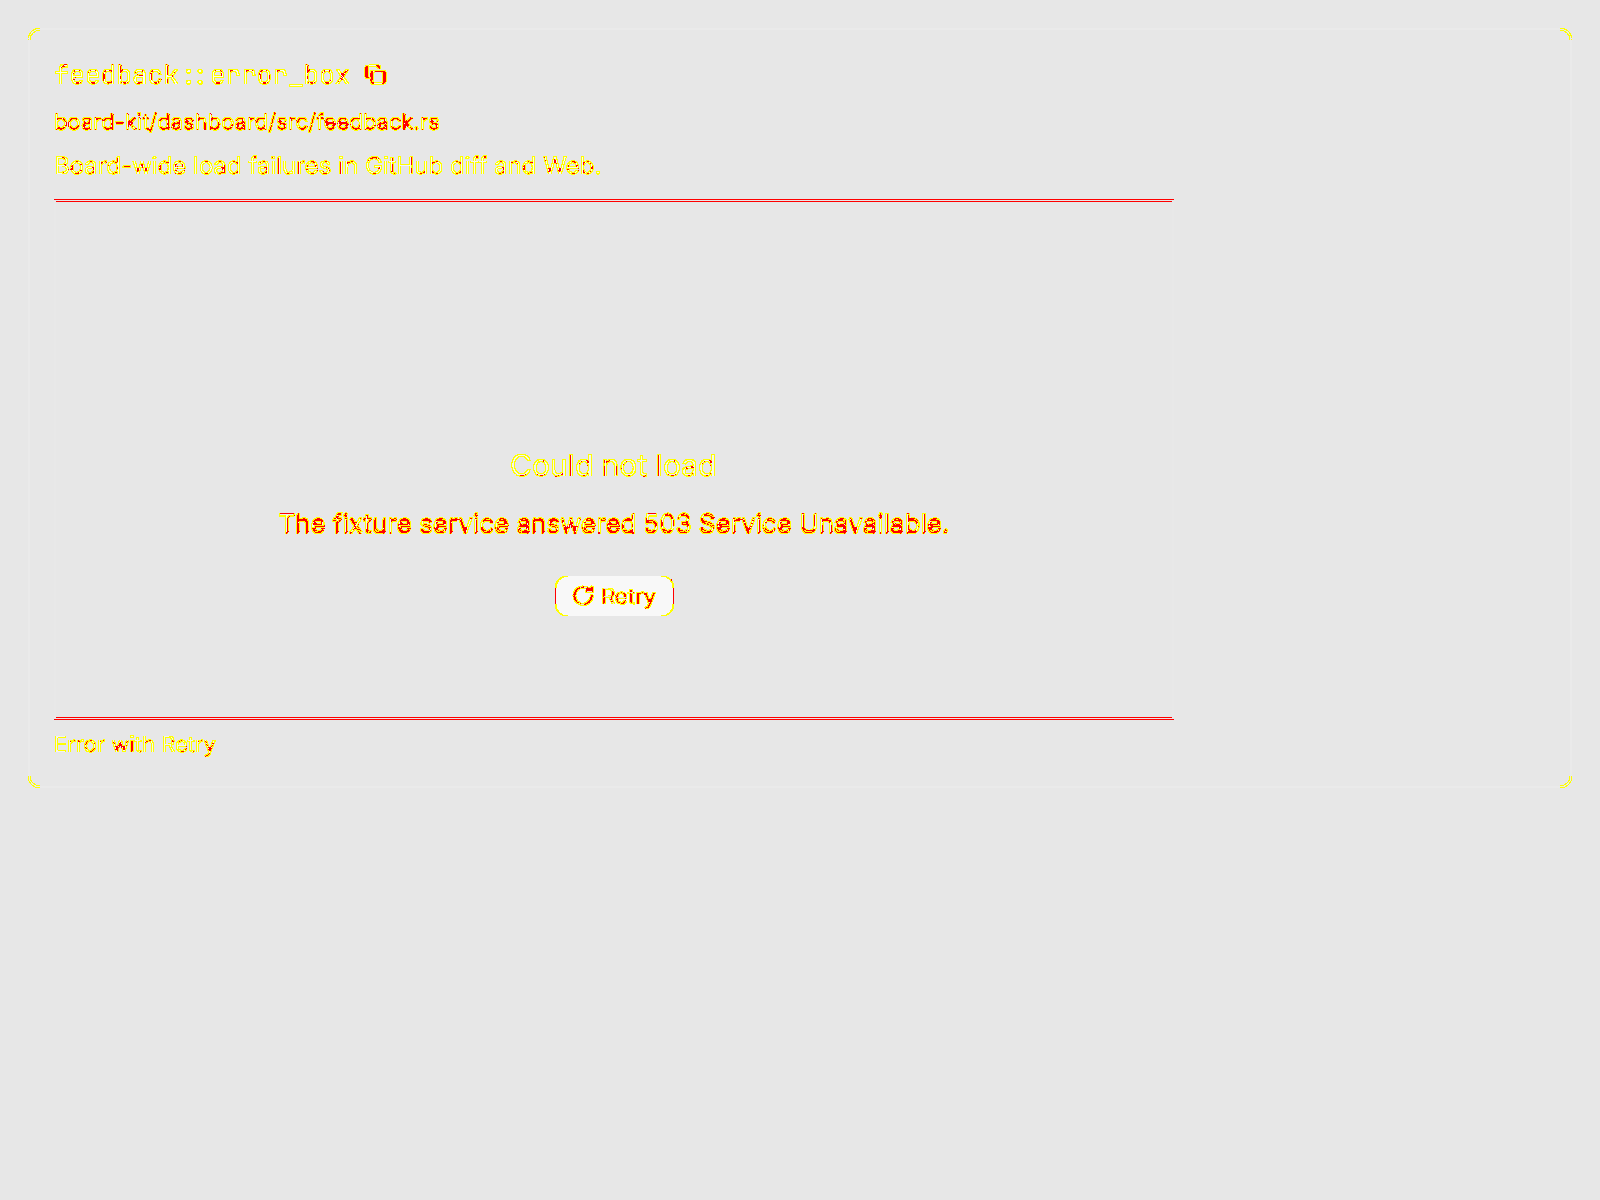 feedback::error_box
board-kit/dashboard/src/feedback.rs
Board-wide load failures in GitHub diff and Web.
Could not load
The fixture service answered 503 Service Unavailable.
Retry
Error with Retry